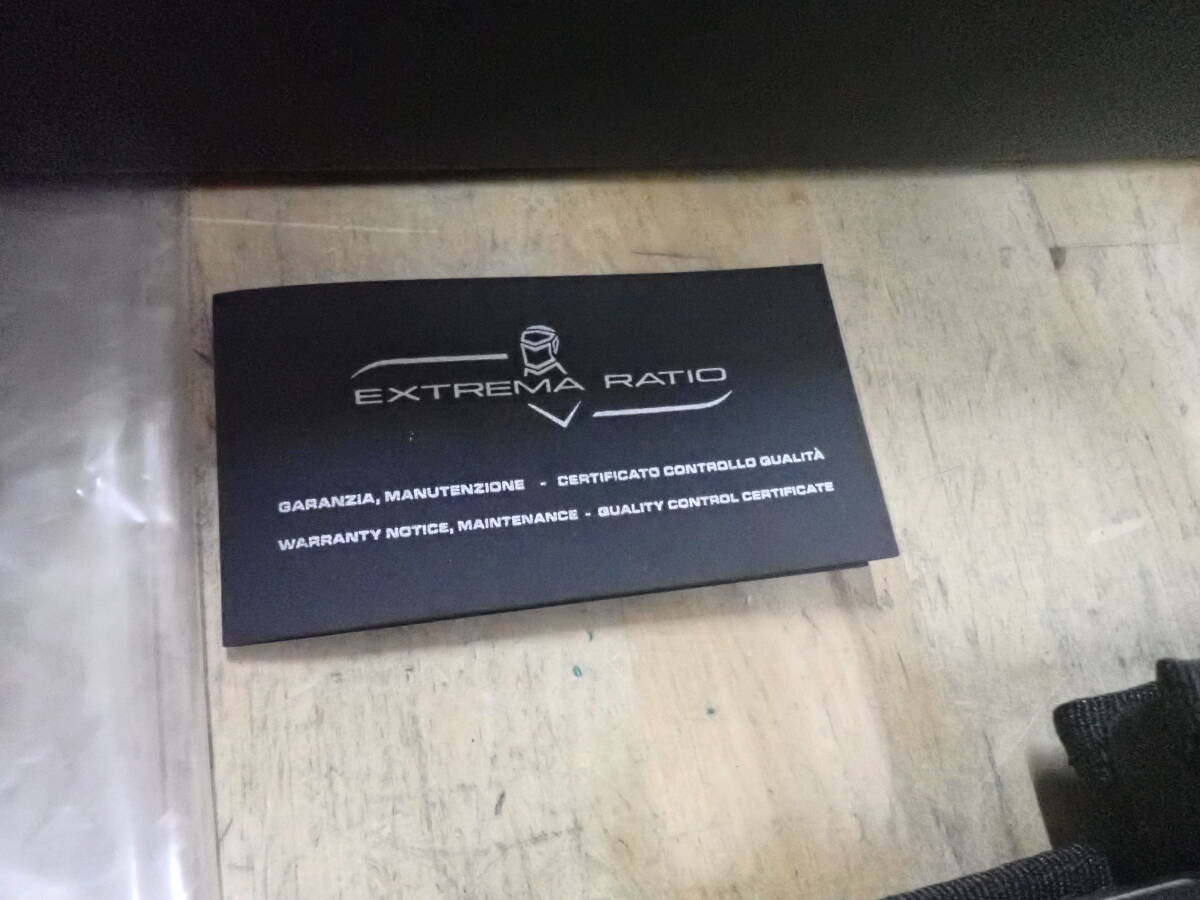 EXTREMA RATIO
GARANZIA, MANUTENZIONE - CERTIFICATO CONTROLLO QUALITÀ
WARRANTY NOTICE, MAINTENANCE - QUALITY CONTROL CERTIFICATE